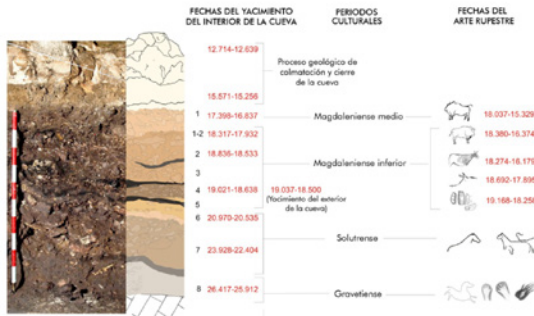 FECHAS DEL YACIMIENTO
DEL INTERIOR DE LA CUEVA
PERIODOS
CULTURALES
FECHAS DEL
ARTE RUPESTRE
12.714-12.639
Proceso geológico de
colmatación y cierre
de la cueva
15.571-15.256
1 17.398-16.837 Magdaleniense medio 18.037-15.329
1-2 18.317-17.932 18.380-16.374
2 18.836-18.533 Magdaleniense inferior 18.274-16.179
3 18.692-17.898
4 19.021-18.638 19.037-18.500 19.168-18.250
(Yacimiento del exterior
de la cueva)
5
6 20.970-20.535
Solutrense
7 23.928-22.404
8 26.417-25.912 Gravetiense